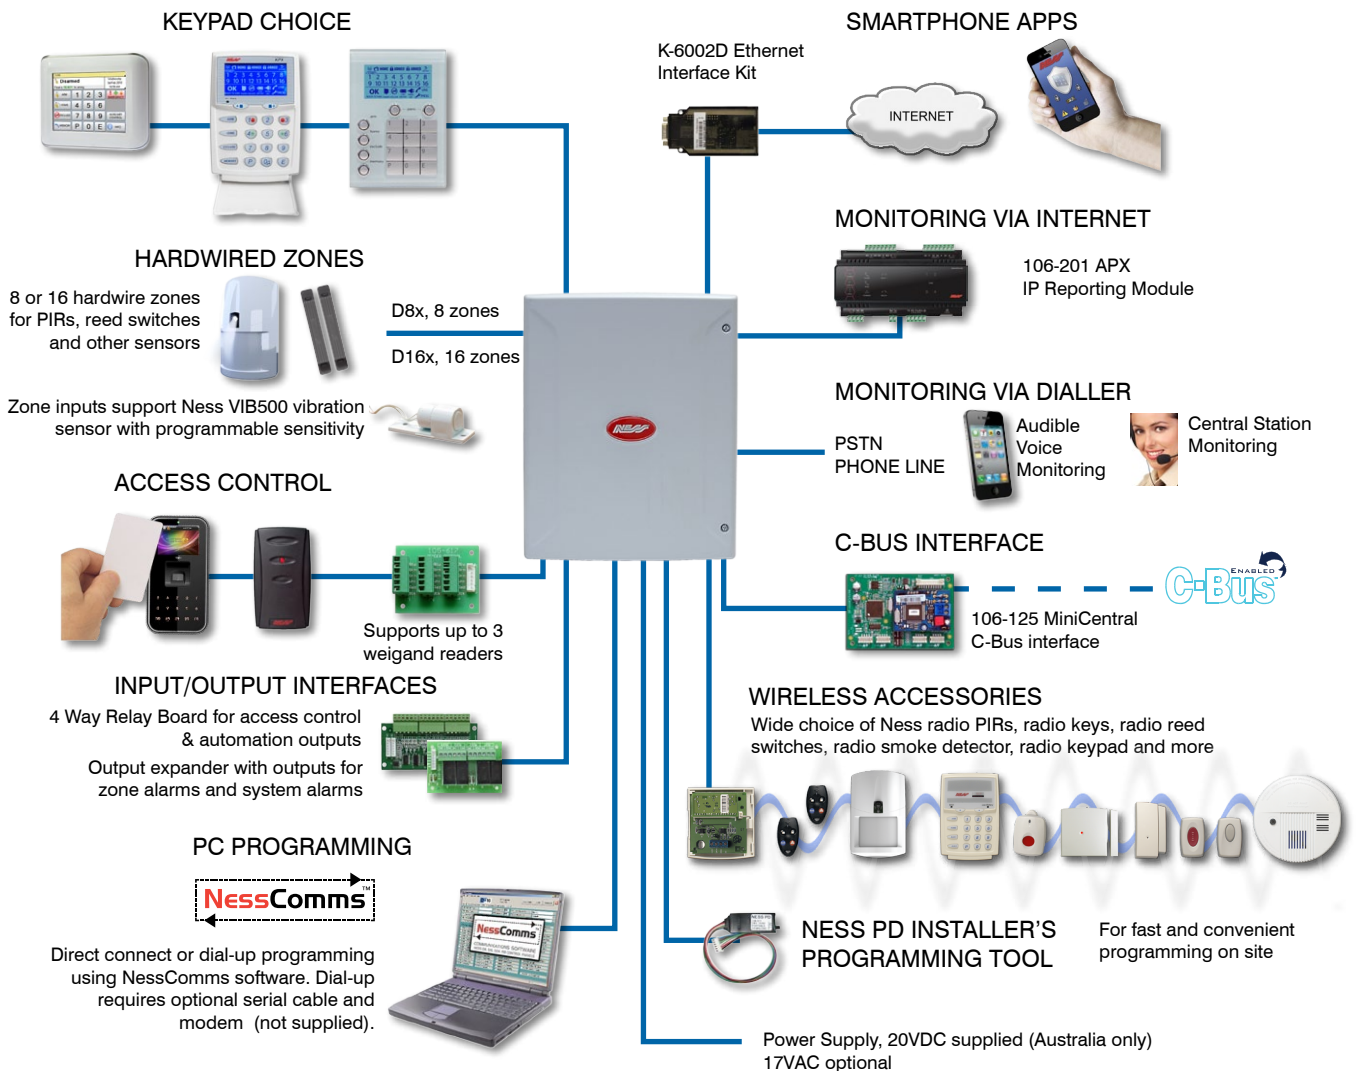 KEYPAD CHOICE
SMARTPHONE APPS
K-6002D Ethernet
Interface Kit
INTERNET
MONITORING VIA INTERNET
106-201 APX
IP Reporting Module
HARDWIRED ZONES
8 or 16 hardwire zones
for PIRs, reed switches
and other sensors
D8x, 8 zones
D16x, 16 zones
Zone inputs support Ness VIB500 vibration
sensor with programmable sensitivity
NESS
MONITORING VIA DIALLER
PSTN
PHONE LINE
Audible
Voice
Monitoring
Central Station
Monitoring
ACCESS CONTROL
Supports up to 3
weigand readers
C-BUS INTERFACE
106-125 MiniCentral
C-Bus interface
C-Bus ENABLED
INPUT/OUTPUT INTERFACES
4 Way Relay Board for access control
& automation outputs
Output expander with outputs for
zone alarms and system alarms
WIRELESS ACCESSORIES
Wide choice of Ness radio PIRs, radio keys, radio reed
switches, radio smoke detector, radio keypad and more
PC PROGRAMMING
NessComms™
Direct connect or dial-up programming
using NessComms software. Dial-up
requires optional serial cable and
modem (not supplied).
NessComms
NESS PD
NESS PD INSTALLER'S
PROGRAMMING TOOL
For fast and convenient
programming on site
Power Supply, 20VDC supplied (Australia only)
17VAC optional